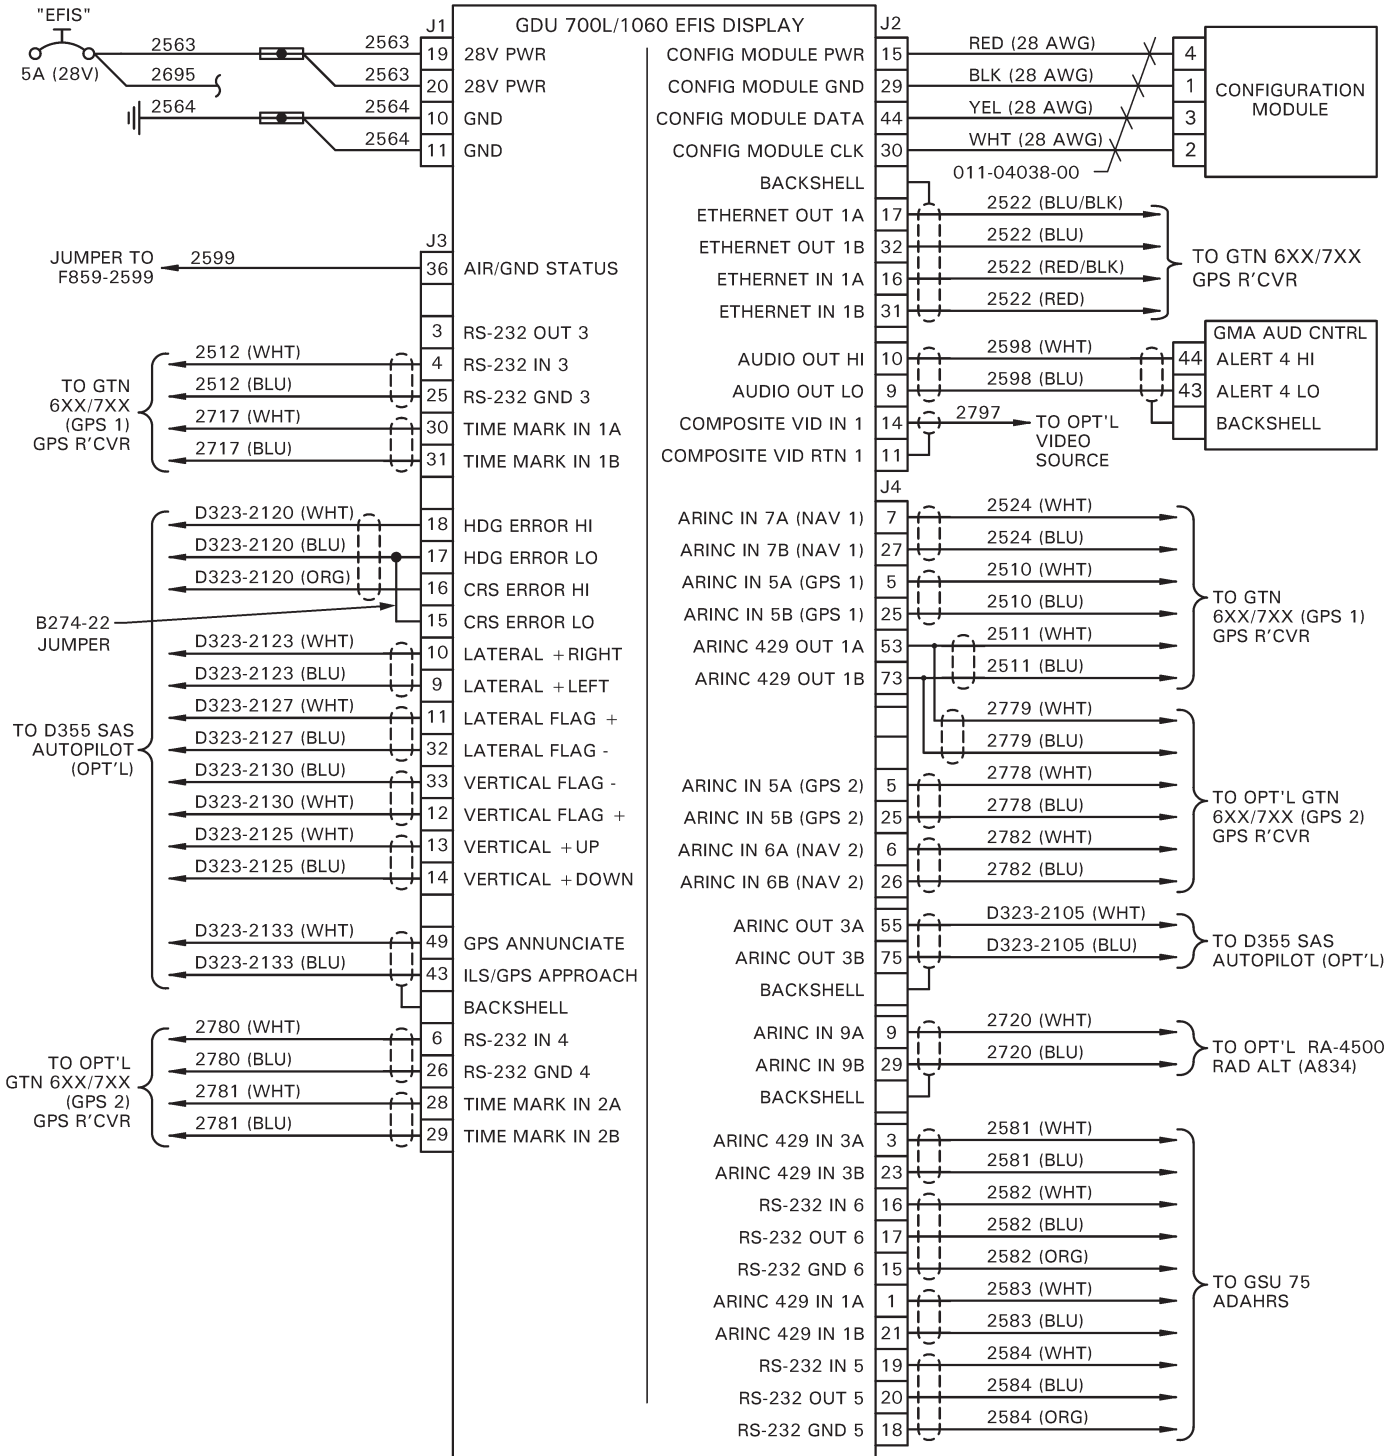 "EFIS"
5A (28V)
2563
2695
2564
2563
2563
2564
2564
J1
19 28V PWR
20 28V PWR
10 GND
11 GND
GDU 700L/1060 EFIS DISPLAY
JUMPER TO
F859-2599
2599
J3
36 AIR/GND STATUS
3 RS-232 OUT 3
TO GTN
6XX/7XX
(GPS 1)
GPS R'CVR
2512 (WHT) 4 RS-232 IN 3
2512 (BLU) 25 RS-232 GND 3
2717 (WHT) 30 TIME MARK IN 1A
2717 (BLU) 31 TIME MARK IN 1B
D323-2120 (WHT) 18 HDG ERROR HI
D323-2120 (BLU) 17 HDG ERROR LO
D323-2120 (ORG) 16 CRS ERROR HI
15 CRS ERROR LO
B274-22
JUMPER
TO D355 SAS
AUTOPILOT
(OPT'L)
D323-2123 (WHT) 10 LATERAL +RIGHT
D323-2123 (BLU) 9 LATERAL +LEFT
D323-2127 (WHT) 11 LATERAL FLAG +
D323-2127 (BLU) 32 LATERAL FLAG -
D323-2130 (BLU) 33 VERTICAL FLAG -
D323-2130 (WHT) 12 VERTICAL FLAG +
D323-2125 (WHT) 13 VERTICAL +UP
D323-2125 (BLU) 14 VERTICAL +DOWN
D323-2133 (WHT) 49 GPS ANNUNCIATE
D323-2133 (BLU) 43 ILS/GPS APPROACH
BACKSHELL
TO OPT'L
GTN 6XX/7XX
(GPS 2)
GPS R'CVR
2780 (WHT) 6 RS-232 IN 4
2780 (BLU) 26 RS-232 GND 4
2781 (WHT) 28 TIME MARK IN 2A
2781 (BLU) 29 TIME MARK IN 2B
J2
CONFIG MODULE PWR 15 RED (28 AWG) 4
CONFIG MODULE GND 29 BLK (28 AWG) 1
CONFIG MODULE DATA 44 YEL (28 AWG) 3
CONFIG MODULE CLK 30 WHT (28 AWG) 2
CONFIGURATION
MODULE
011-04038-00
BACKSHELL
ETHERNET OUT 1A 17 2522 (BLU/BLK)
ETHERNET OUT 1B 32 2522 (BLU)
ETHERNET IN 1A 16 2522 (RED/BLK)
ETHERNET IN 1B 31 2522 (RED)
TO GTN 6XX/7XX
GPS R'CVR
GMA AUD CNTRL
AUDIO OUT HI 10 2598 (WHT) 44 ALERT 4 HI
AUDIO OUT LO 9 2598 (BLU) 43 ALERT 4 LO
BACKSHELL
COMPOSITE VID IN 1 14 2797
COMPOSITE VID RTN 1 11
TO OPT'L
VIDEO
SOURCE
J4
ARINC IN 7A (NAV 1) 7 2524 (WHT)
ARINC IN 7B (NAV 1) 27 2524 (BLU)
ARINC IN 5A (GPS 1) 5 2510 (WHT)
ARINC IN 5B (GPS 1) 25 2510 (BLU)
ARINC 429 OUT 1A 53 2511 (WHT)
ARINC 429 OUT 1B 73 2511 (BLU)
TO GTN
6XX/7XX (GPS 1)
GPS R'CVR
2779 (WHT)
2779 (BLU)
ARINC IN 5A (GPS 2) 5 2778 (WHT)
ARINC IN 5B (GPS 2) 25 2778 (BLU)
ARINC IN 6A (NAV 2) 6 2782 (WHT)
ARINC IN 6B (NAV 2) 26 2782 (BLU)
TO OPT'L GTN
6XX/7XX (GPS 2)
GPS R'CVR
ARINC OUT 3A 55 D323-2105 (WHT)
ARINC OUT 3B 75 D323-2105 (BLU)
BACKSHELL
TO D355 SAS
AUTOPILOT (OPT'L)
ARINC IN 9A 9 2720 (WHT)
ARINC IN 9B 29 2720 (BLU)
BACKSHELL
TO OPT'L RA-4500
RAD ALT (A834)
ARINC 429 IN 3A 3 2581 (WHT)
ARINC 429 IN 3B 23 2581 (BLU)
RS-232 IN 6 16 2582 (WHT)
RS-232 OUT 6 17 2582 (BLU)
RS-232 GND 6 15 2582 (ORG)
ARINC 429 IN 1A 1 2583 (WHT)
ARINC 429 IN 1B 21 2583 (BLU)
RS-232 IN 5 19 2584 (WHT)
RS-232 OUT 5 20 2584 (BLU)
RS-232 GND 5 18 2584 (ORG)
TO GSU 75
ADAHRS